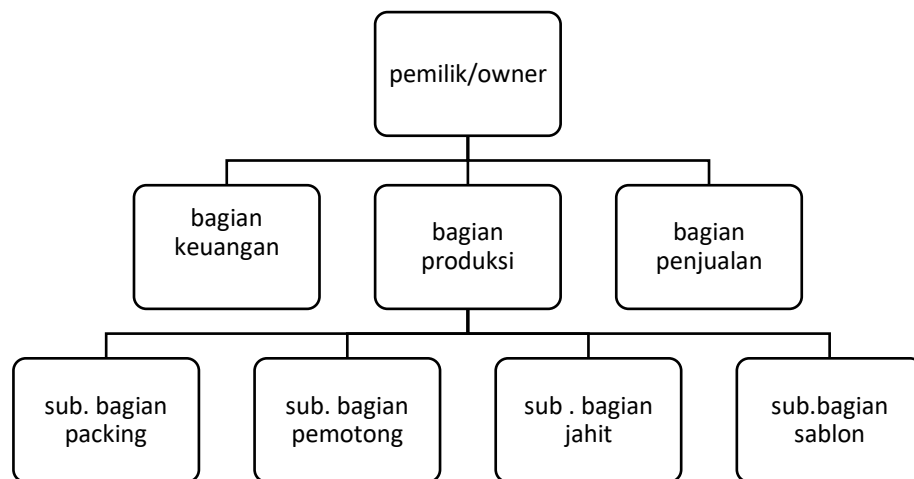 pemilik/owner
bagian
keuangan
bagian
produksi
bagian
penjualan
sub. bagian
packing
sub. bagian
pemotong
sub . bagian
jahit
sub.bagian
sablon